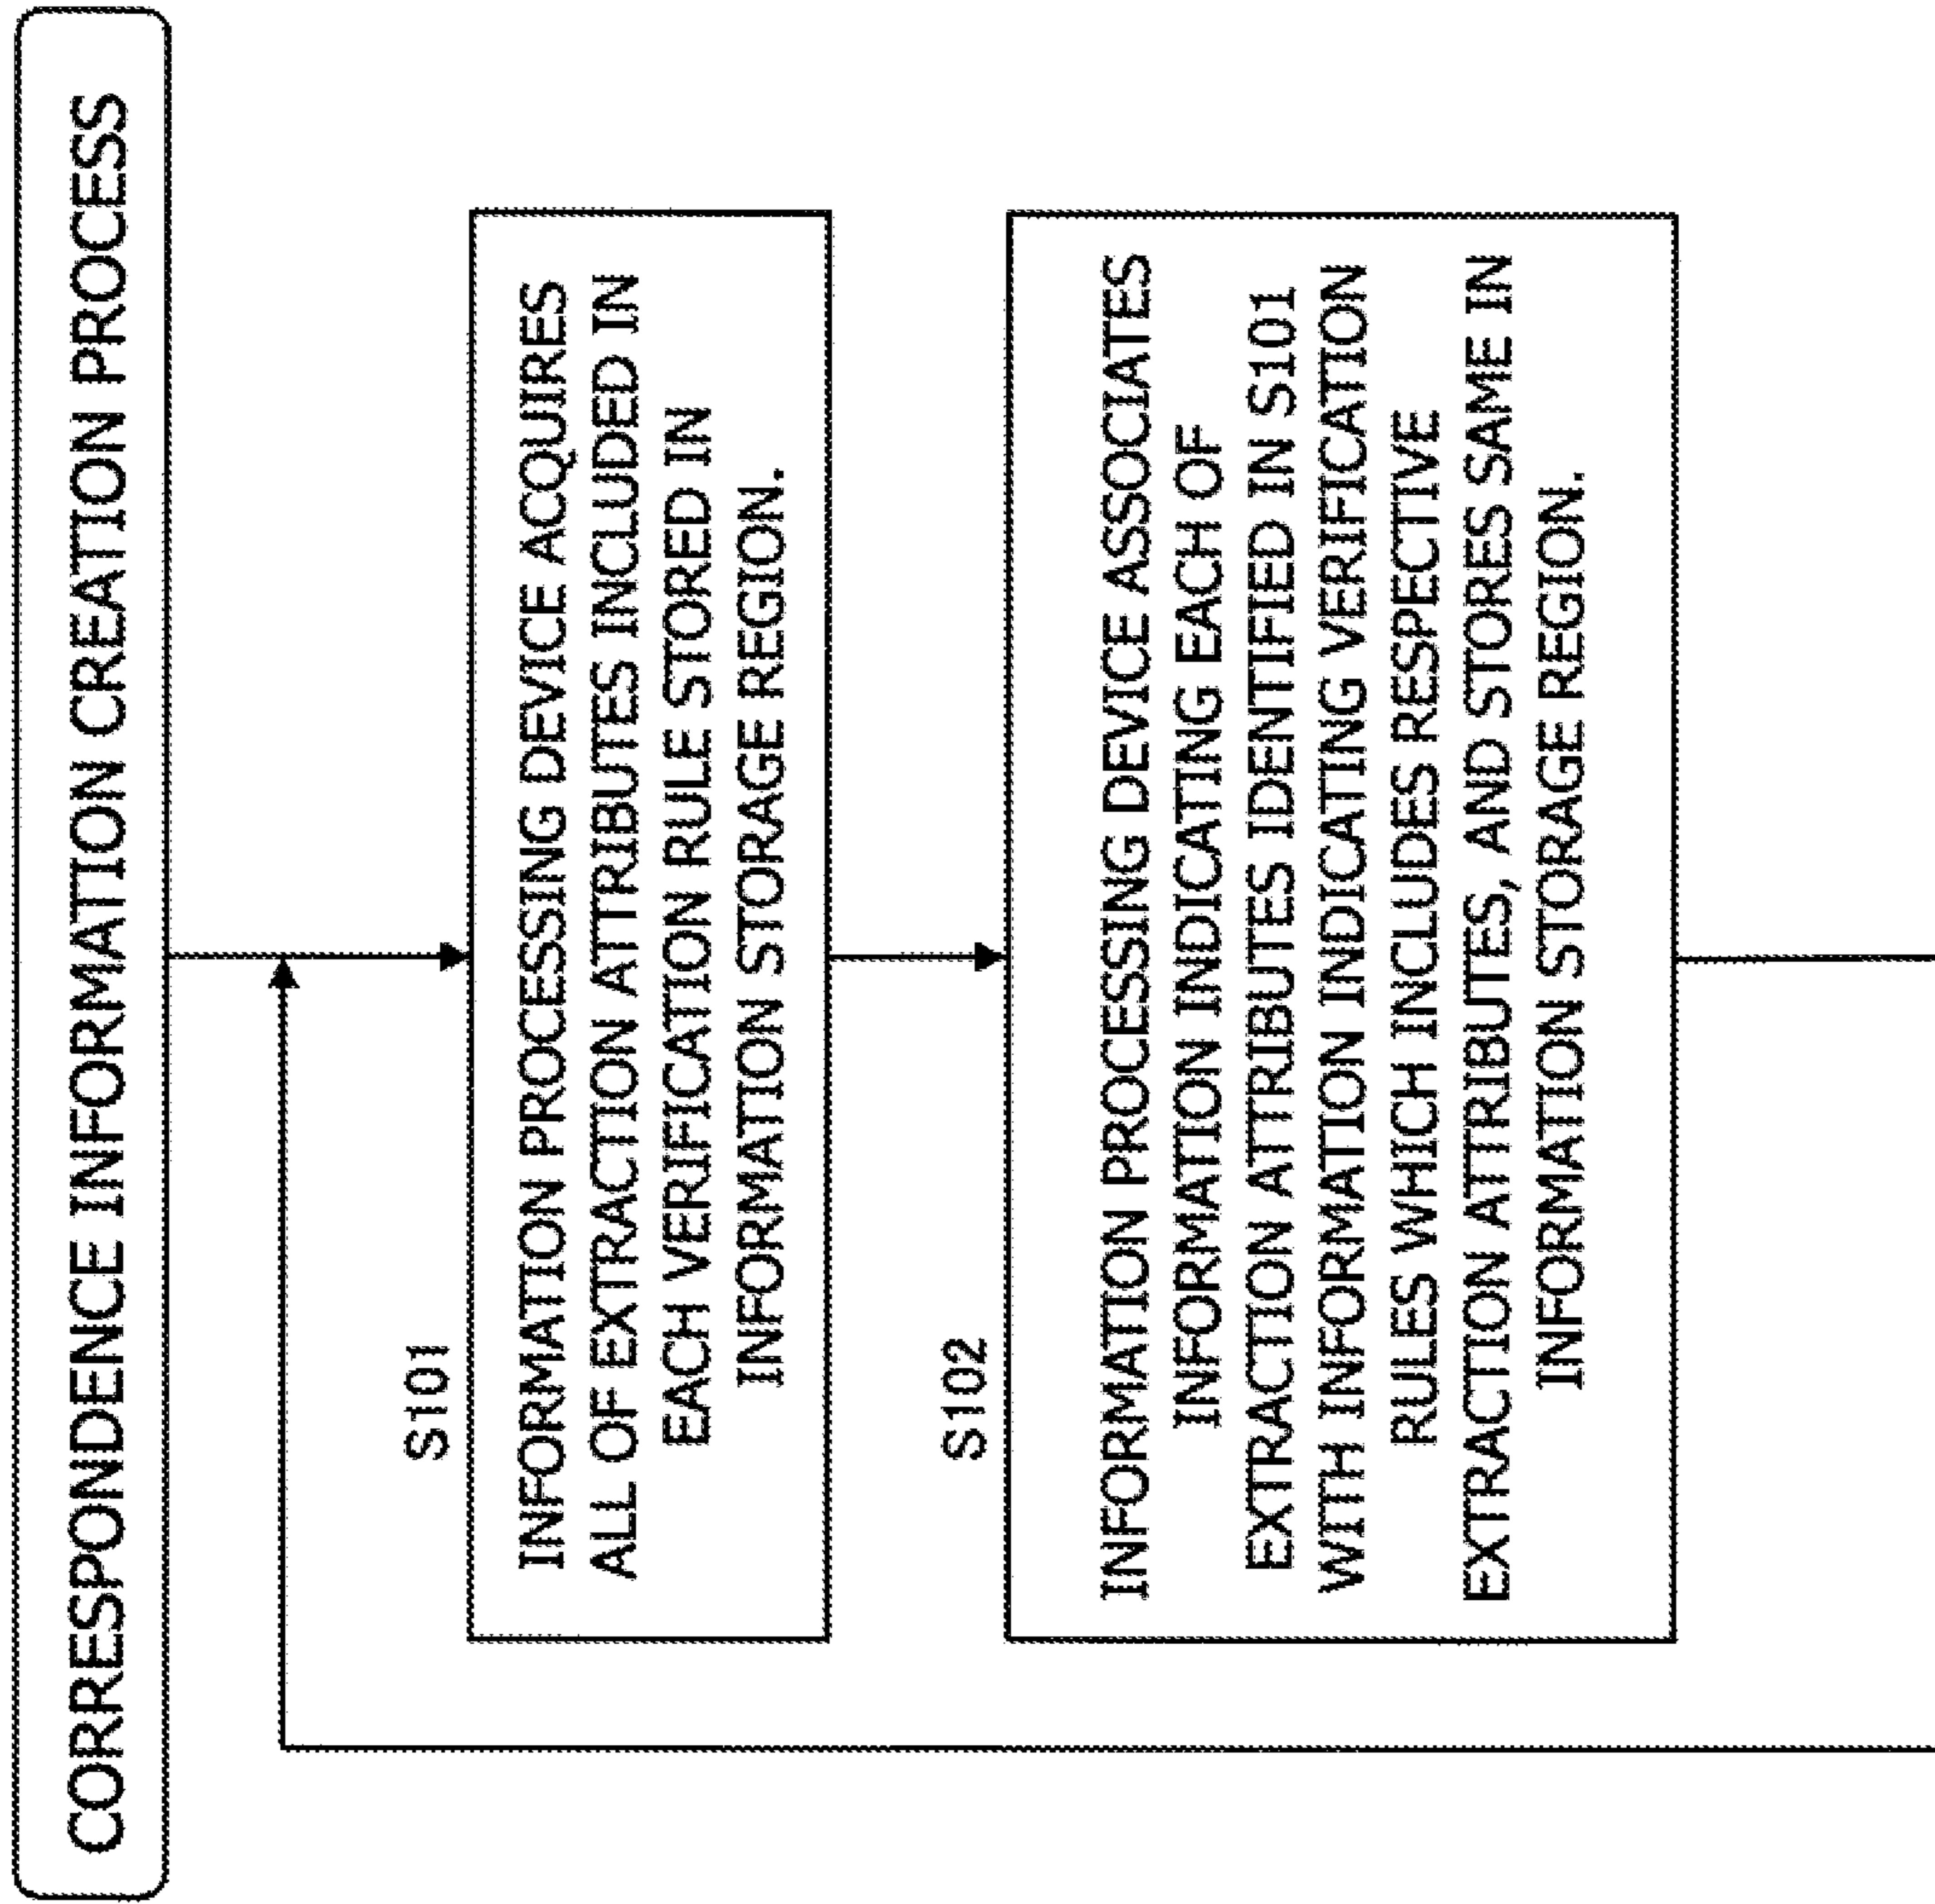 CORRESPONDENCE INFORMATION CREATION PROCESS
S101
INFORMATION PROCESSING DEVICE ACQUIRES
ALL OF EXTRACTION ATTRIBUTES INCLUDED IN
EACH VERIFICATION RULE STORED IN
INFORMATION STORAGE REGION.
S102
INFORMATION PROCESSING DEVICE ASSOCIATES
INFORMATION INDICATING EACH OF
EXTRACTION ATTRIBUTES IDENTIFIED IN S101
WITH INFORMATION INDICATING VERIFICATION
RULES WHICH INCLUDES RESPECTIVE
EXTRACTION ATTRIBUTES, AND STORES SAME IN
INFORMATION STORAGE REGION.